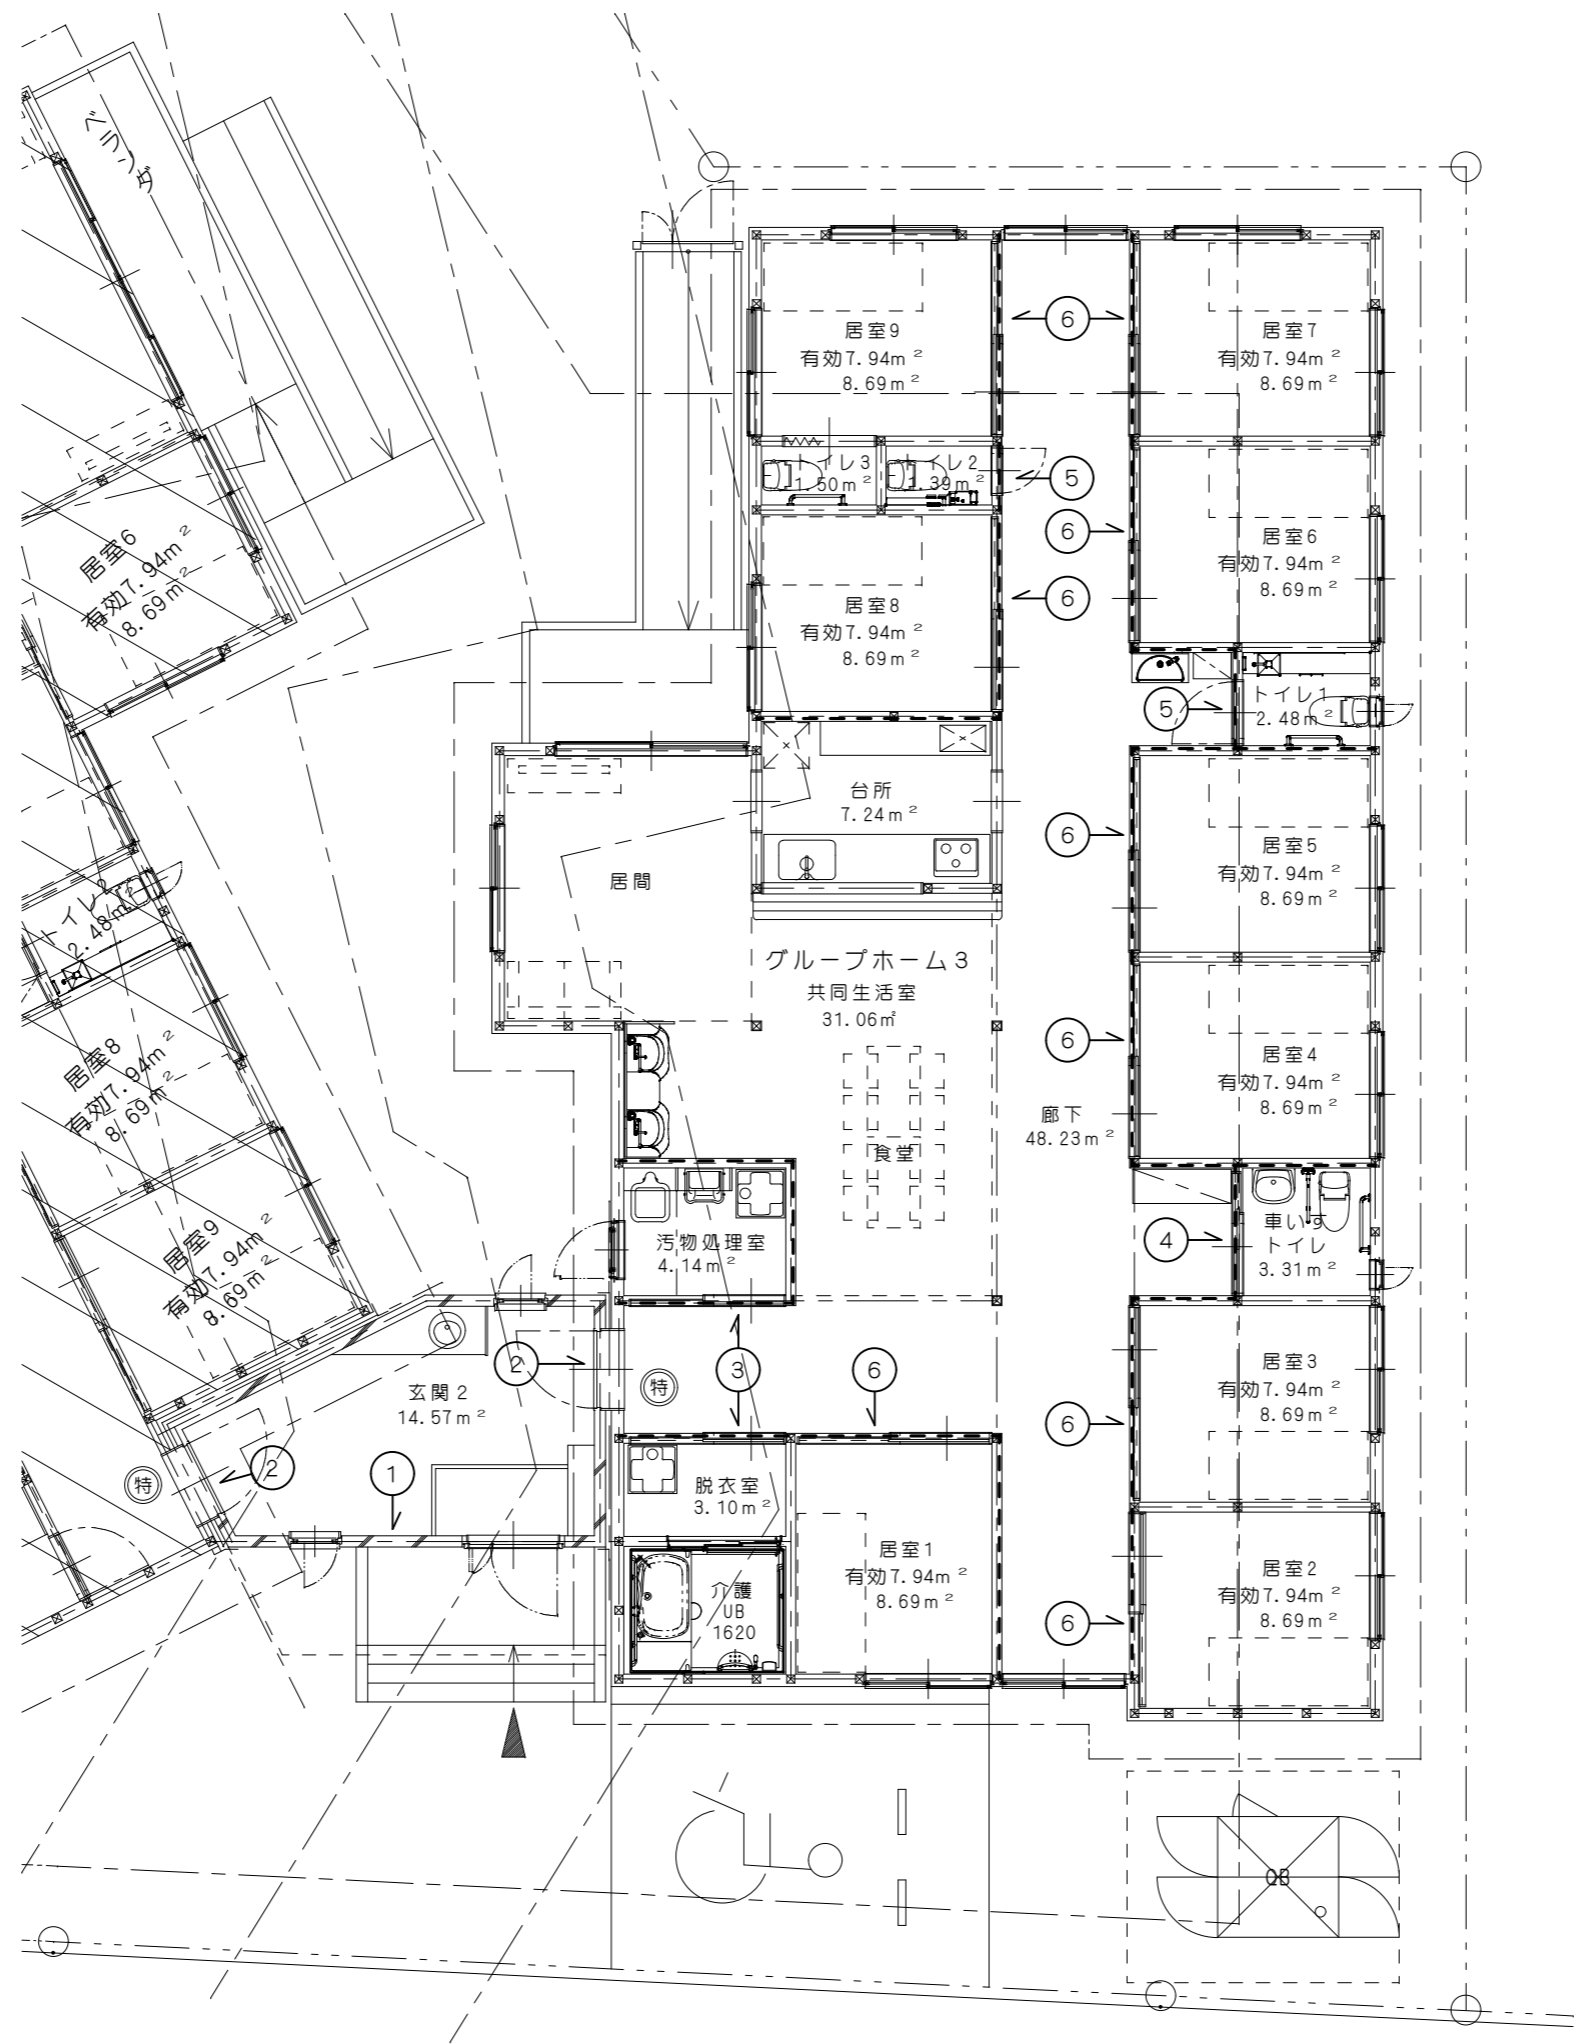 ベランダ
居室9
有効7.94m²
8.69m²
6
居室7
有効7.94m²
8.69m²
トイレ3
1.50m²
トイレ2
1.39m²
5
6
居室6
有効7.94m²
8.69m²
居室6
有効7.94m²
8.69m²
居室8
有効7.94m²
8.69m²
6
5
トイレ1
2.48m²
台所
7.24m²
6
居室5
有効7.94m²
8.69m²
居間
トイレ2
2.48m²
グループホーム3
共同生活室
31.06㎡
6
居室4
有効7.94m²
8.69m²
居室8
有効7.94m²
8.69m²
廊下
48.23m²
食堂
汚物処理室
4.14m²
4
車いす
トイレ
3.31m²
居室9
有効7.94m²
8.69m²
2
特
3
6
居室3
有効7.94m²
8.69m²
6
玄関2
14.57m²
2
特
1
脱衣室
3.10m²
居室1
有効7.94m²
8.69m²
介護
UB
1620
6
居室2
有効7.94m²
8.69m²
QB